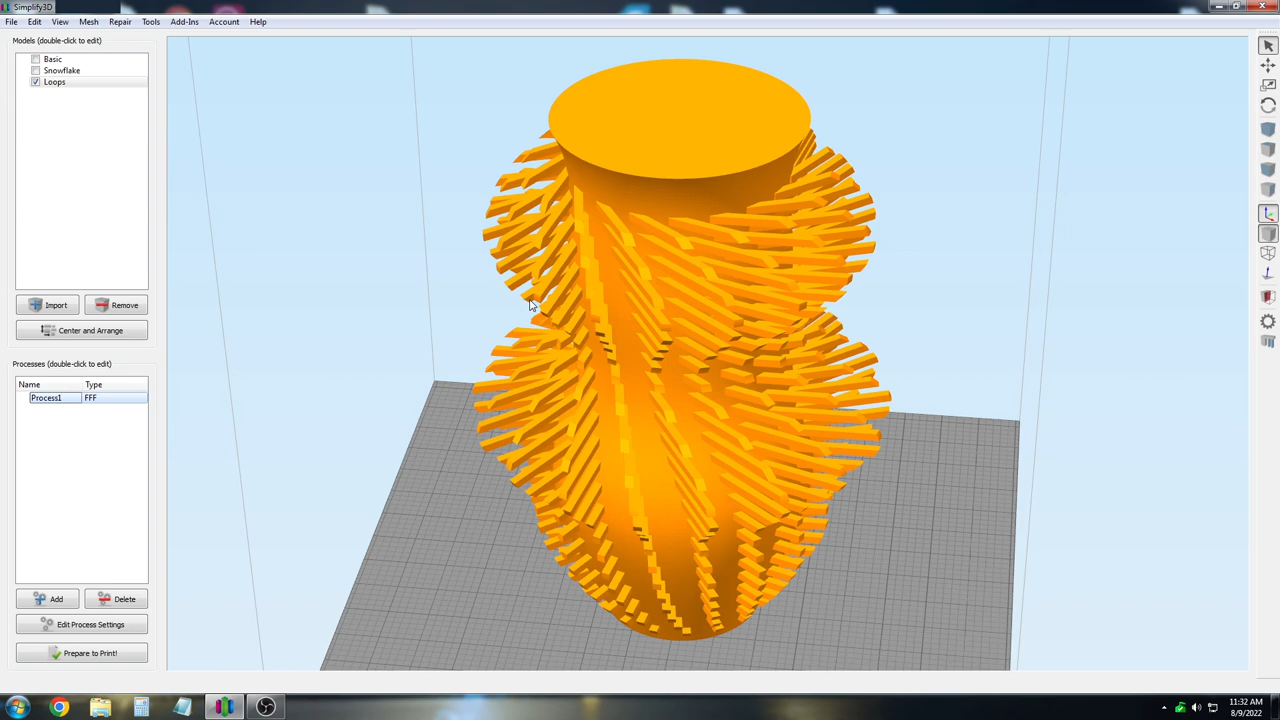 Simplify3D
File Edit View Mesh Repair Tools Add-Ins Account Help
Models (double-click to edit)
Basic
Snowflake
Loops
Import Remove
Center and Arrange
Processes (double-click to edit)
Name Type
Process1 FFF
Add Delete
Edit Process Settings
Prepare to Print!
11:32 AM
8/9/2022